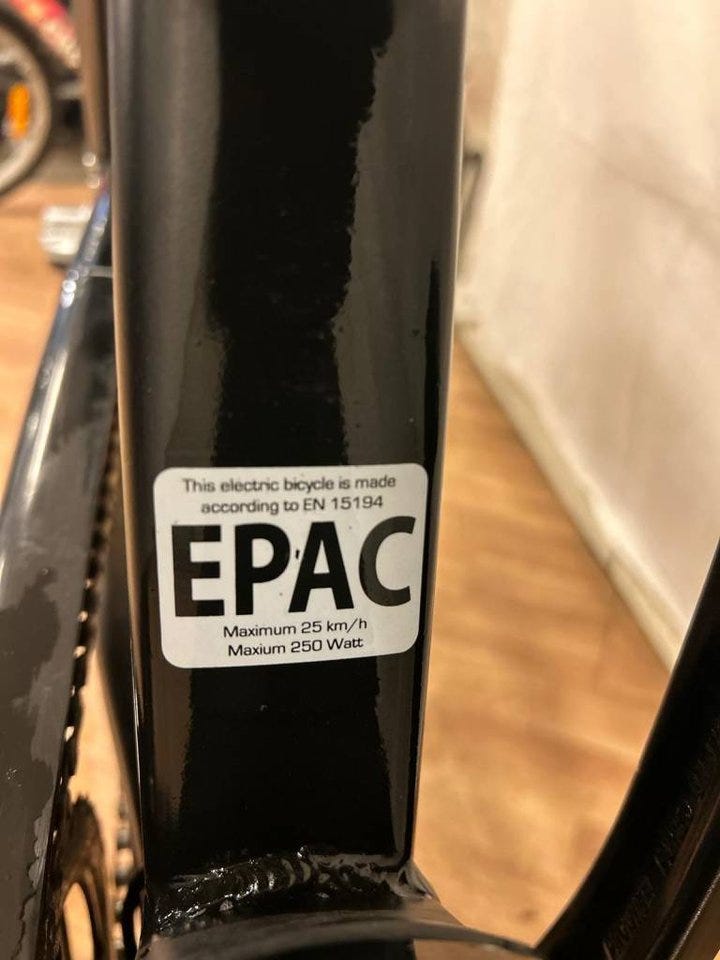 This electric bicycle is made
according to EN 15194
EPAC
Maximum 25 km/h
Maxium 250 Watt